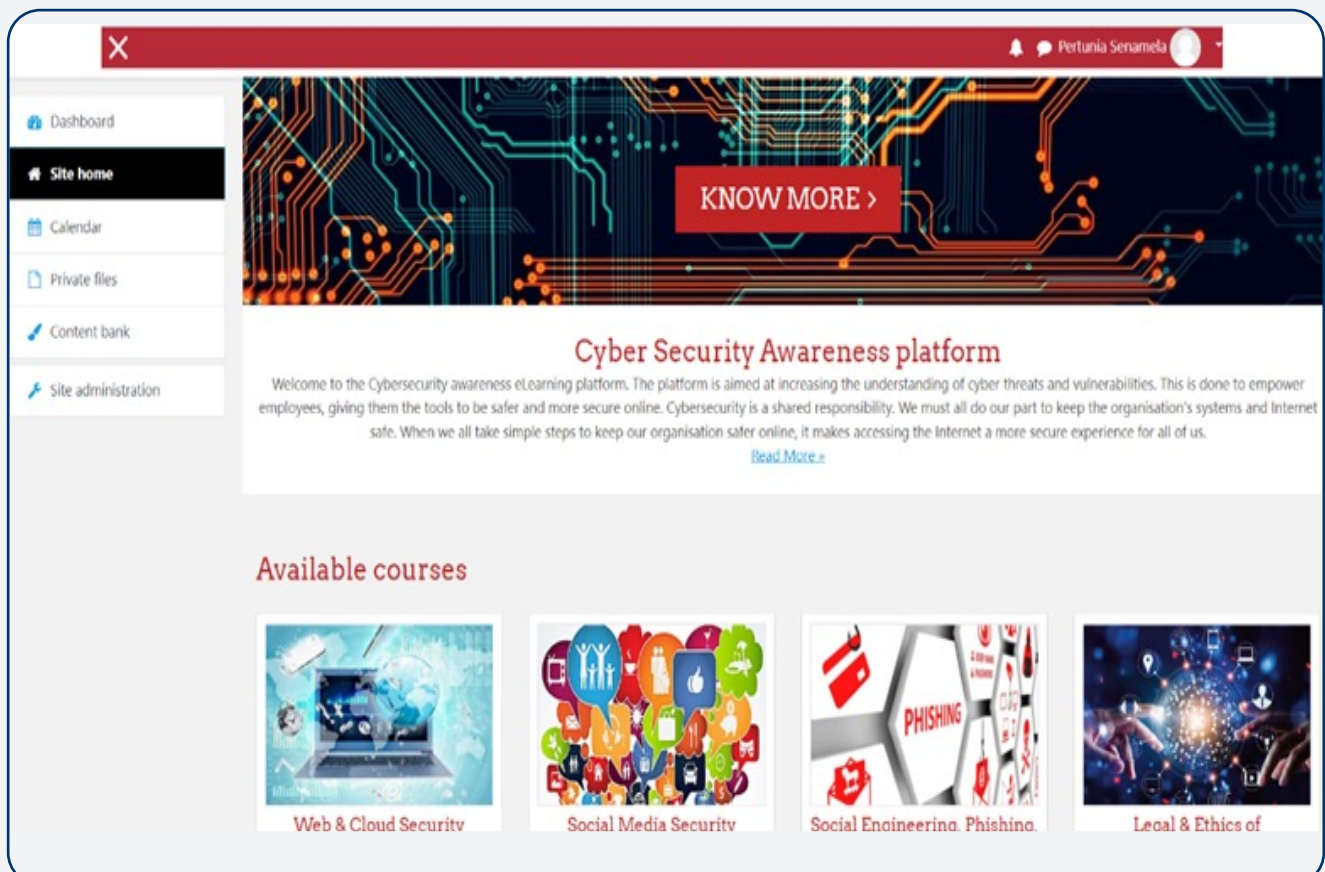 Pertunia Senamela
Dashboard
Site home
Calendar
Private files
Content bank
Site administration
KNOW MORE >
Cyber Security Awareness platform
Welcome to the Cybersecurity awareness eLearning platform. The platform is aimed at increasing the understanding of cyber threats and vulnerabilities. This is done to empower
employees, giving them the tools to be safer and more secure online. Cybersecurity is a shared responsibility. We must all do our part to keep the organisation's systems and Internet
safe. When we all take simple steps to keep our organisation safer online, it makes accessing the Internet a more secure experience for all of us.
Read More »
Available courses
PHISHING
Web & Cloud Security
Social Media Security
Social Engineering, Phishing,
Legal & Ethics of